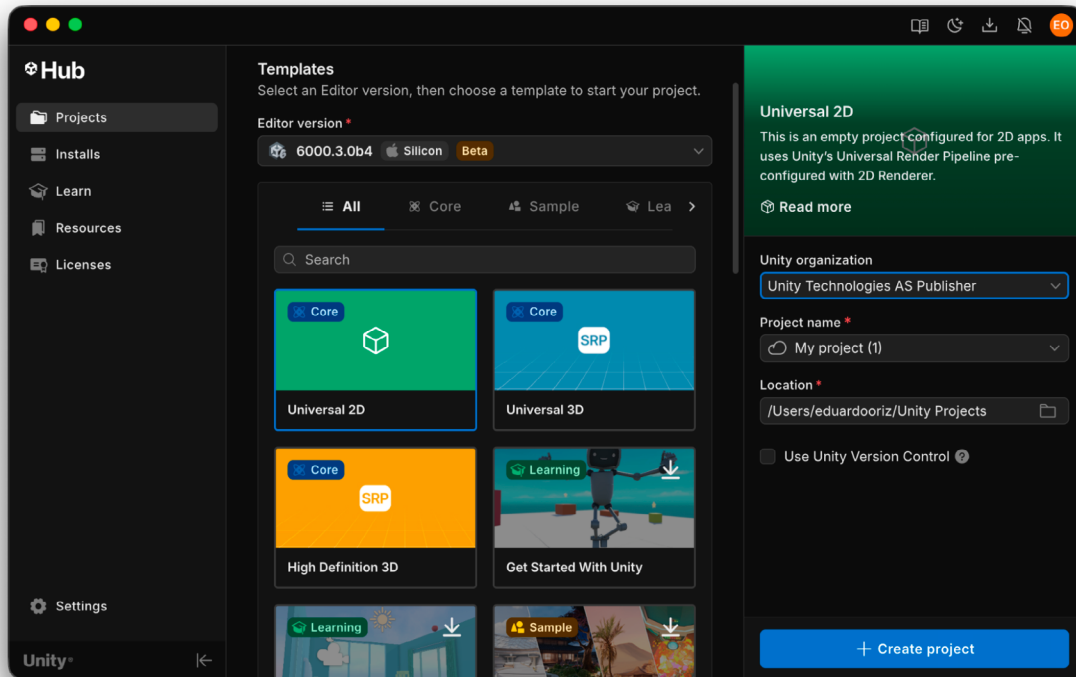 EO
Hub
Projects
Installs
Learn
Resources
Licenses
Settings
Unity®
Templates
Select an Editor version, then choose a template to start your project.
Editor version *
6000.3.0b4 Silicon Beta
All Core Sample Lea
Search
Core
Universal 2D
Core
SRP
Universal 3D
Core
SRP
High Definition 3D
Learning
Get Started With Unity
Learning
Sample
Universal 2D
This is an empty project configured for 2D apps. It
uses Unity's Universal Render Pipeline pre-
configured with 2D Renderer.
Read more
Unity organization
Unity Technologies AS Publisher
Project name *
My project (1)
Location *
/Users/eduardooriz/Unity Projects
Use Unity Version Control ?
+ Create project